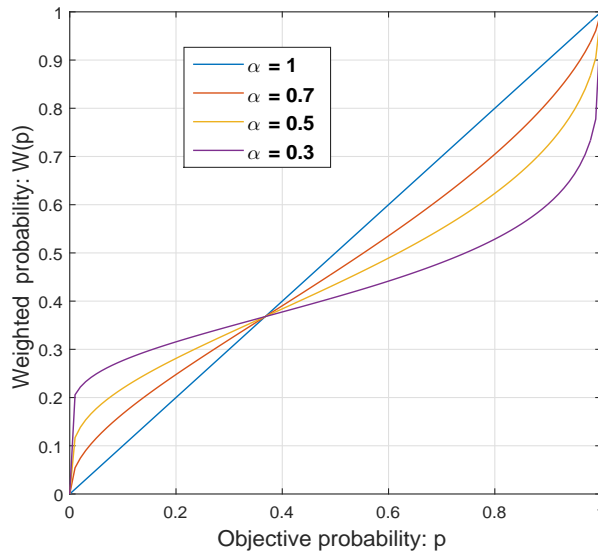 1
0.9
0.8
0.7
0.6
0.5
0.4
0.3
0.2
0.1
0
Weighted probability: W(p)
α = 1
α = 0.7
α = 0.5
α = 0.3
0 0.2 0.4 0.6 0.8
Objective probability: p